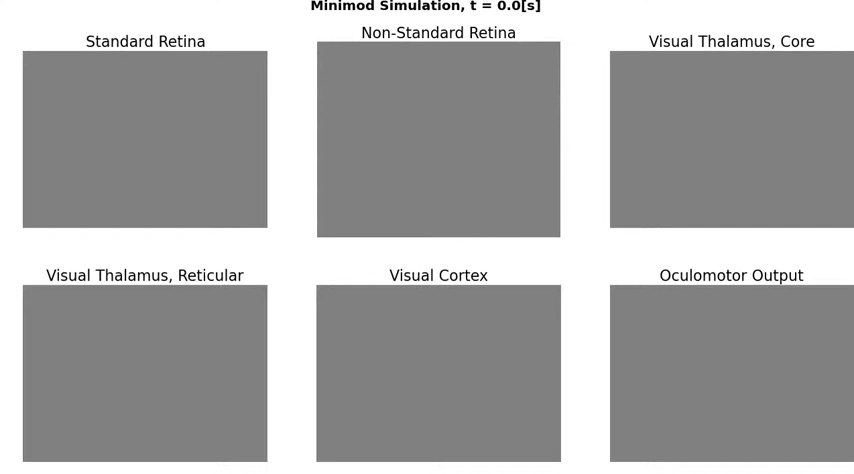 Minimod Simulation, t = 0.0[s]
Standard Retina
Non-Standard Retina
Visual Thalamus, Core
Visual Thalamus, Reticular
Visual Cortex
Oculomotor Output